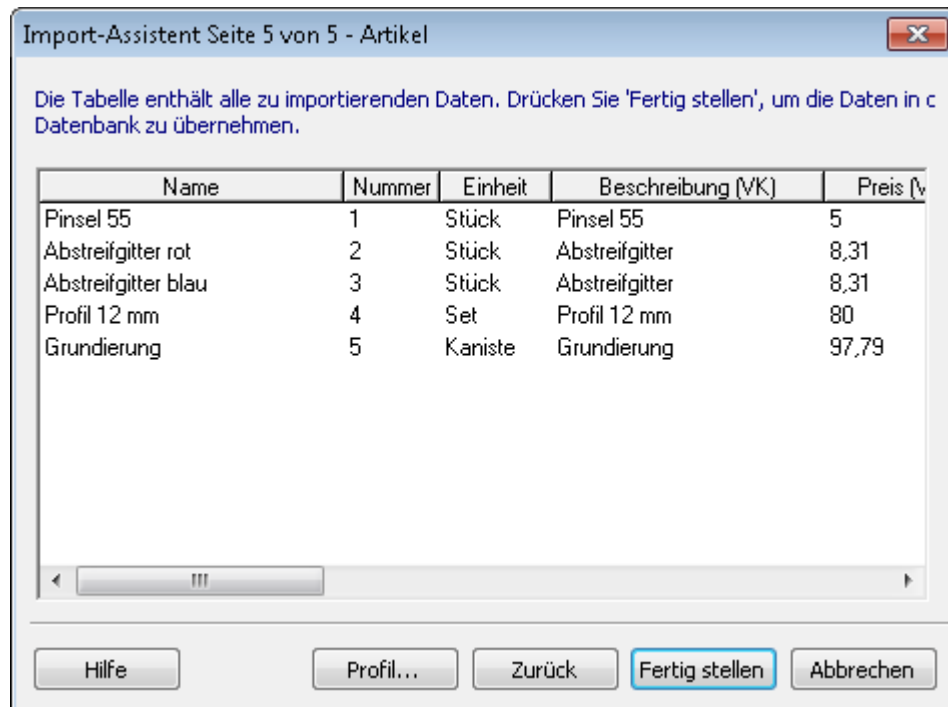 Import-Assistent Seite 5 von 5 - Artikel
Die Tabelle enthält alle zu importierenden Daten. Drücken Sie 'Fertig stellen', um die Daten in
Datenbank zu übernehmen.
Name Nummer Einheit Beschreibung (VK) Preis
Pinsel 55 1 Stück Pinsel 55 5
Abstreifgitter rot 2 Stück Abstreifgitter 8,31
Abstreifgitter blau 3 Stück Abstreifgitter 8,31
Profil 12 mm 4 Set Profil 12 mm 80
Grundierung 5 Kaniste Grundierung 97,79
Hilfe Profil... Zurück Fertig stellen Abbrechen